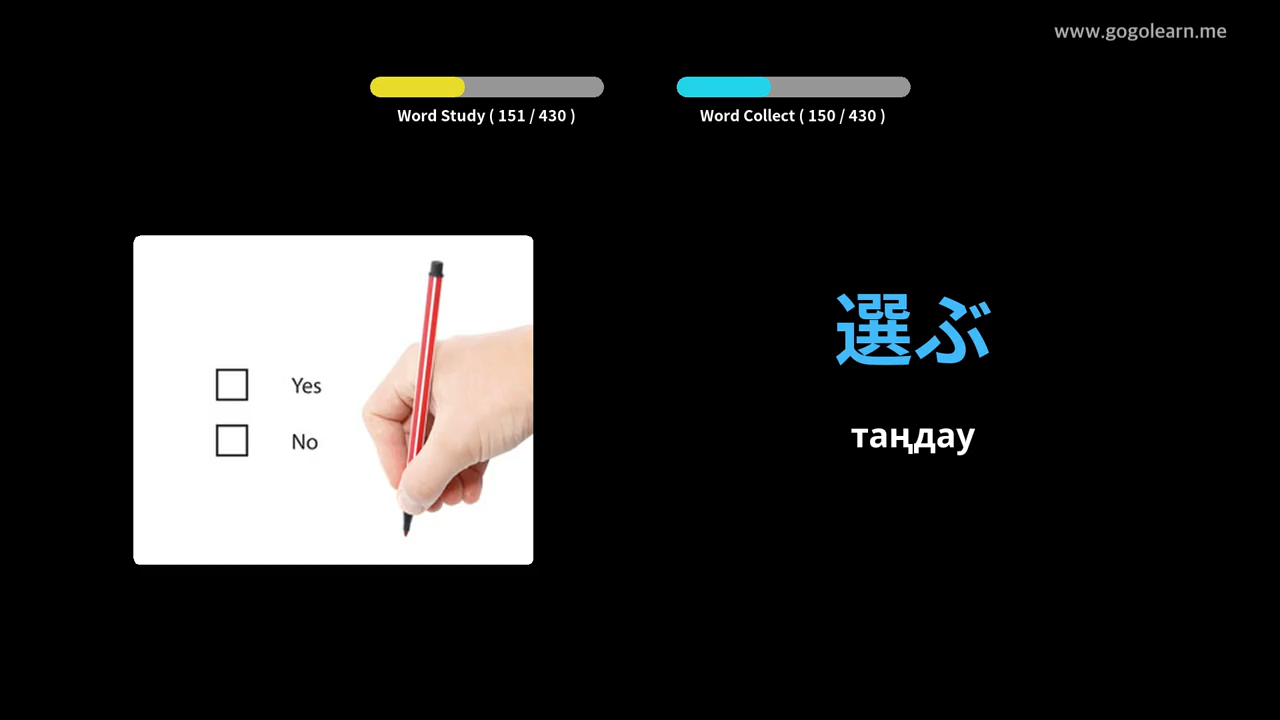 www.gogolearn.me
Word Study ( 151 / 430 )
Word Collect ( 150 / 430 )
Yes
No
選ぶ
таңдау